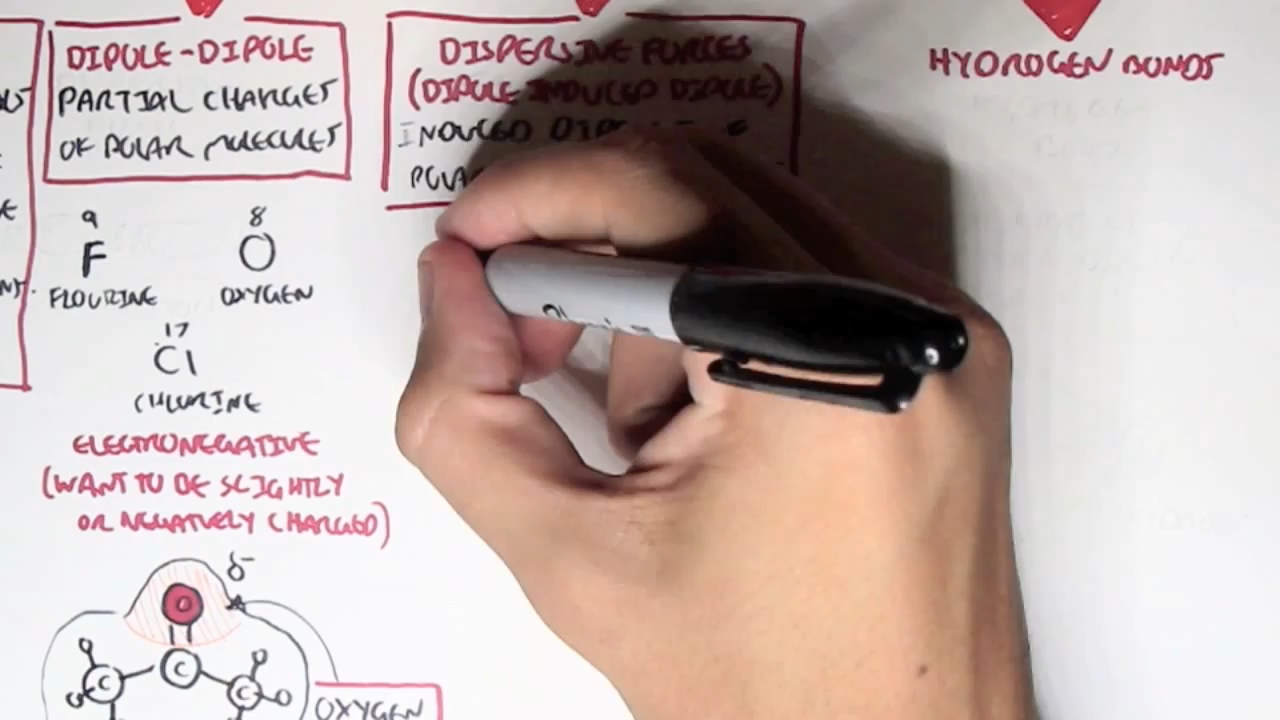 DIPOLE-DIPOLE
PARTIAL CHARGES
OF POLAR MOLECULES
9
F
FLOURINE
8
O
OXYGEN
17
Cl
CHLORINE
ELECTRONEGATIVE
(WANT TO BE SLIGHTLY
OR NEGATIVELY CHARGED)
δ-
O
C
C
C
OXYGEN
DISPERSIVE FORCES
(DIPOLE INDUCED DIPOLE)
INDUCED
HYDROGEN BONDS